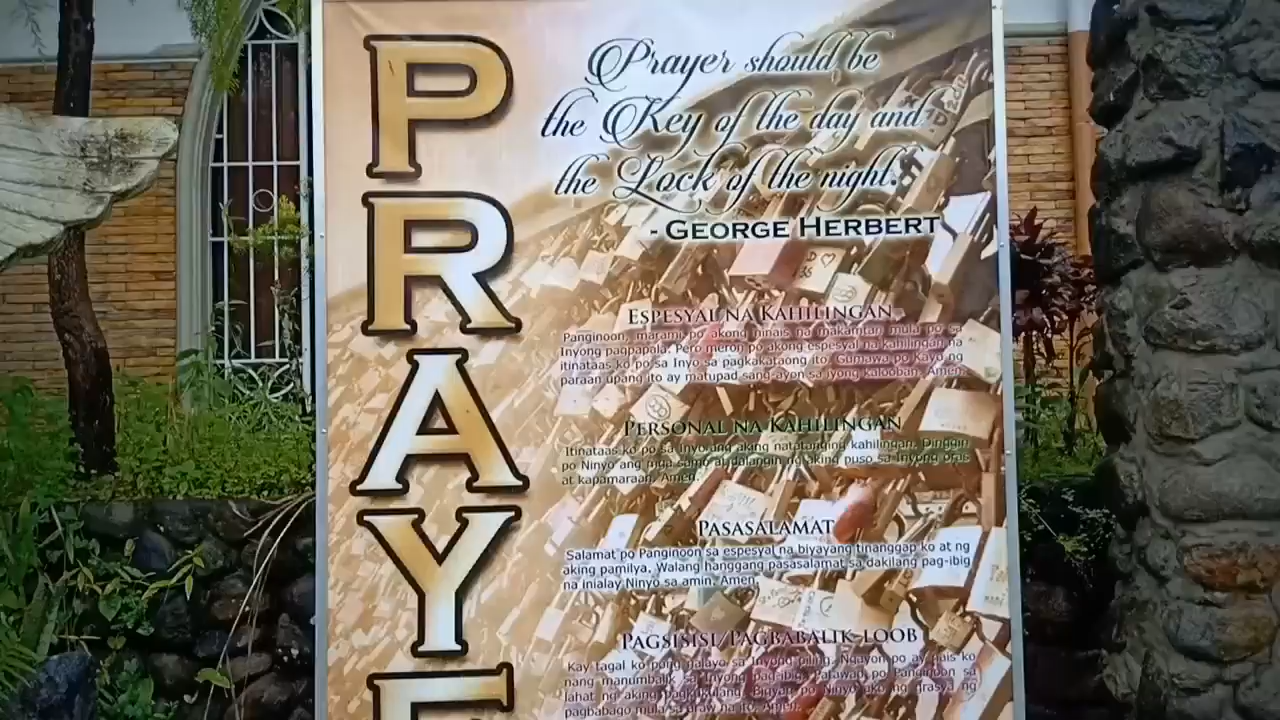 PRAYE
Prayer should be
the Key of the day and
the Lock of the night."
- GEORGE HERBERT
ESPESYAL NA KAHILINGAN
Panginoon, marami po akong ninais na makamtan mula po sa
Inyong pagpapala. Pero meron po akong espesyal na kahilingan na
itinataas ko po sa Inyo sa pagkakataong ito. Gumawa po Kayo ng
paraan upang ito ay matupad sang-ayon sa iyong kalooban. Amen.
PERSONAL NA KAHILINGAN
Itinataas ko po sa Inyo ang aking natatanging kahilingan. Dinggin
po Ninyo ang mga samo at dalangin ng aking puso sa Inyong oras
at kapamaraan. Amen.
PASASALAMAT
Salamat po Panginoon sa espesyal na biyayang tinanggap ko at ng
aking pamilya. Walang hanggang pasasalamat sa dakilang pag-ibig
na inialay Ninyo sa amin. Amen.
PAGSISISI/PAGBABALIK-LOOB
Kay tagal ko pong nalayo sa Inyong piling. Ngayon po ay nais ko
nang manumbalik sa Inyong pag-ibig. Patawad po Panginoon sa
lahat ng aking pagkukulang. Bigyan po Ninyo ako ng grasya ng
pagbabago mula sa araw na ito. Amen.